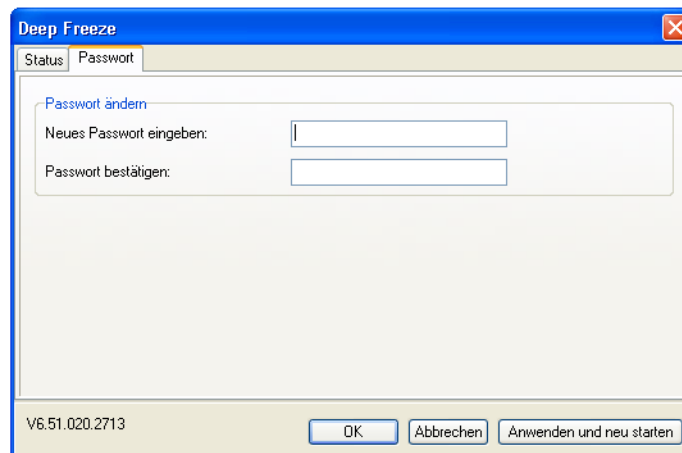 Deep Freeze
Status Passwort
Passwort ändern
Neues Passwort eingeben:
Passwort bestätigen:
V6.51.020.2713
OK Abbrechen Anwenden und neu starten